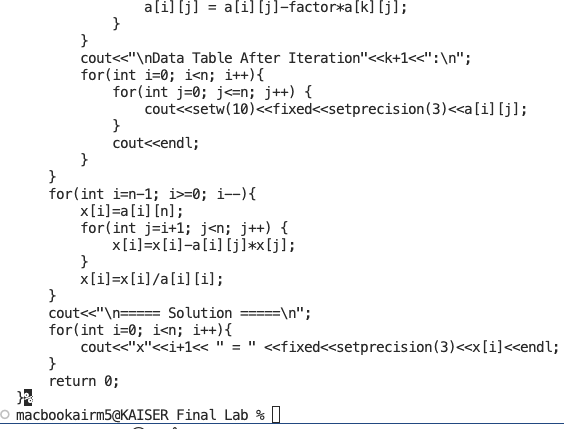 a[i][j] = a[i][j]-factor*a[k][j];
            }
        }
        cout<<"\nData Table After Iteration"<<k+1<<":\n";
        for(int i=0; i<n; i++){
            for(int j=0; j<=n; j++) {
                cout<<setw(10)<<fixed<<setprecision(3)<<a[i][j];
            }
            cout<<endl;
        }
    }
    for(int i=n-1; i>=0; i--){
        x[i]=a[i][n];
        for(int j=i+1; j<n; j++) {
            x[i]=x[i]-a[i][j]*x[j];
        }
        x[i]=x[i]/a[i][i];
    }
    cout<<"\n===== Solution =====\n";
    for(int i=0; i<n; i++){
        cout<<"x"<<i+1<< " = " <<fixed<<setprecision(3)<<x[i]<<endl;
    }
    return 0;
}%
macbookairm5@KAISER Final Lab %